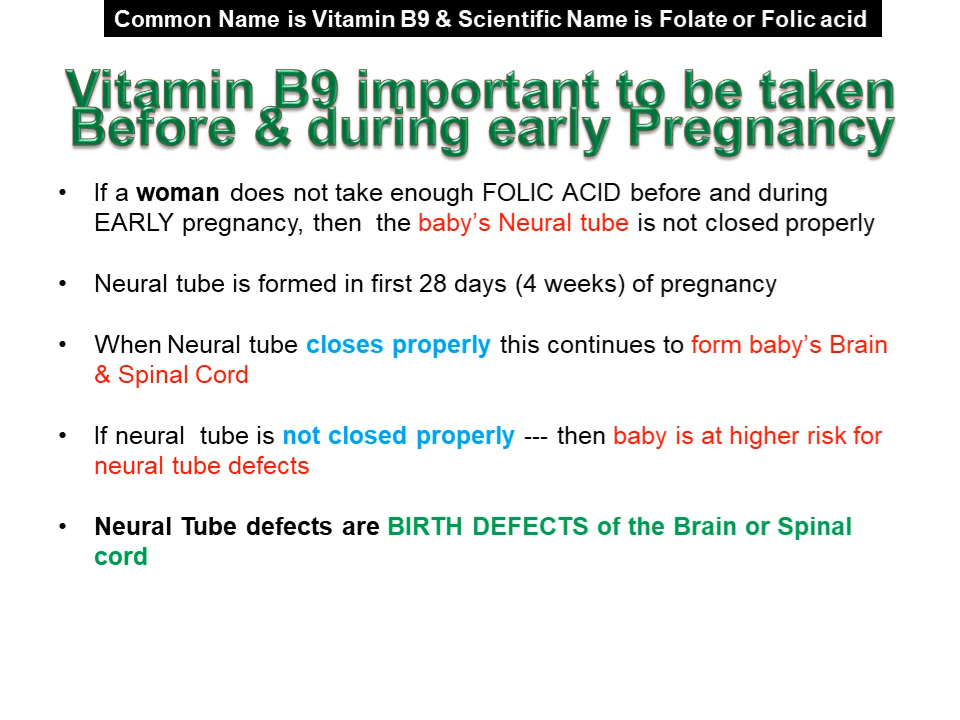 Common Name is Vitamin B9 & Scientific Name is Folate or Folic acid
Vitamin B9 important to be taken
Before & during early Pregnancy
• If a woman does not take enough FOLIC ACID before and during
EARLY pregnancy, then the baby's Neural tube is not closed properly
• Neural tube is formed in first 28 days (4 weeks) of pregnancy
• When Neural tube closes properly this continues to form baby's Brain
& Spinal Cord
• If neural tube is not closed properly --- then baby is at higher risk for
neural tube defects
• Neural Tube defects are BIRTH DEFECTS of the Brain or Spinal
cord